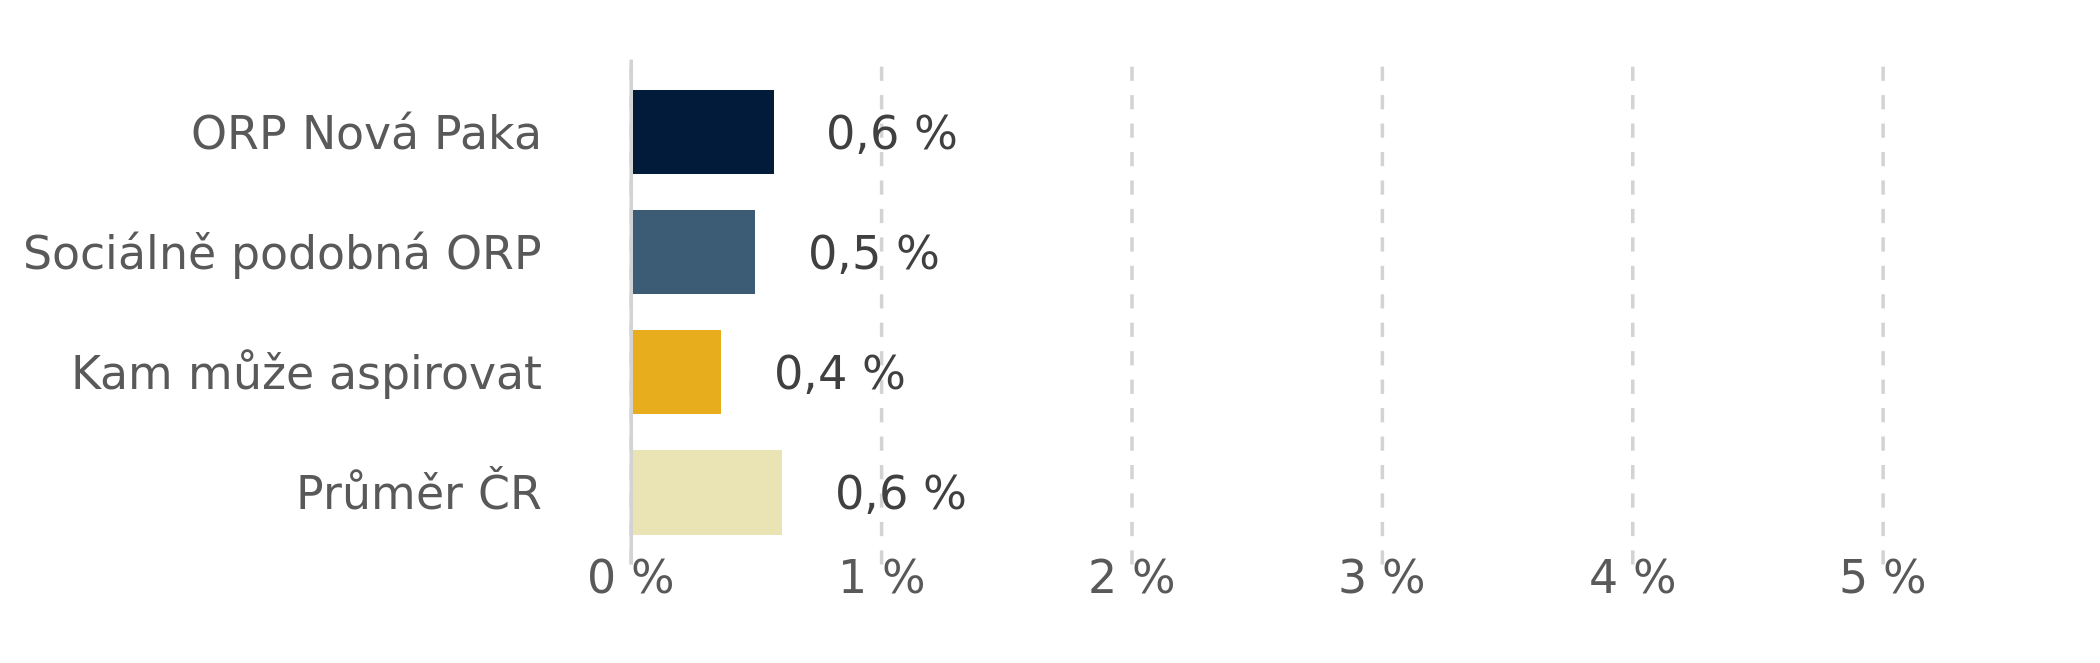 ORP Nová Paka 0,6 %
Sociálně podobná ORP 0,5 %
Kam může aspirovat 0,4 %
Průměr ČR 0,6 %
0 % 1 % 2 % 3 % 4 % 5 %